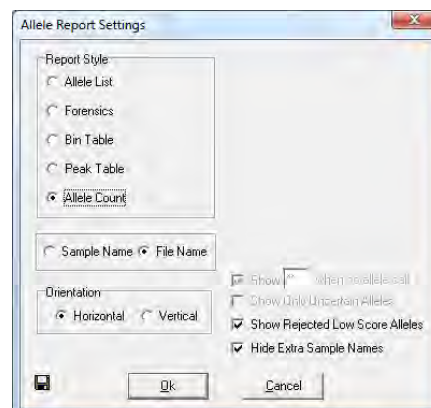 Allele Report Settings
Report Style
Allele List
Forensics
Bin Table
Peak Table
Allele Count
Sample Name File Name
Show when no allele call
Orientation
Show Only Uncertain Alleles
Horizontal Vertical
Show Rejected Low Score Alleles
Hide Extra Sample Names
Ok Cancel